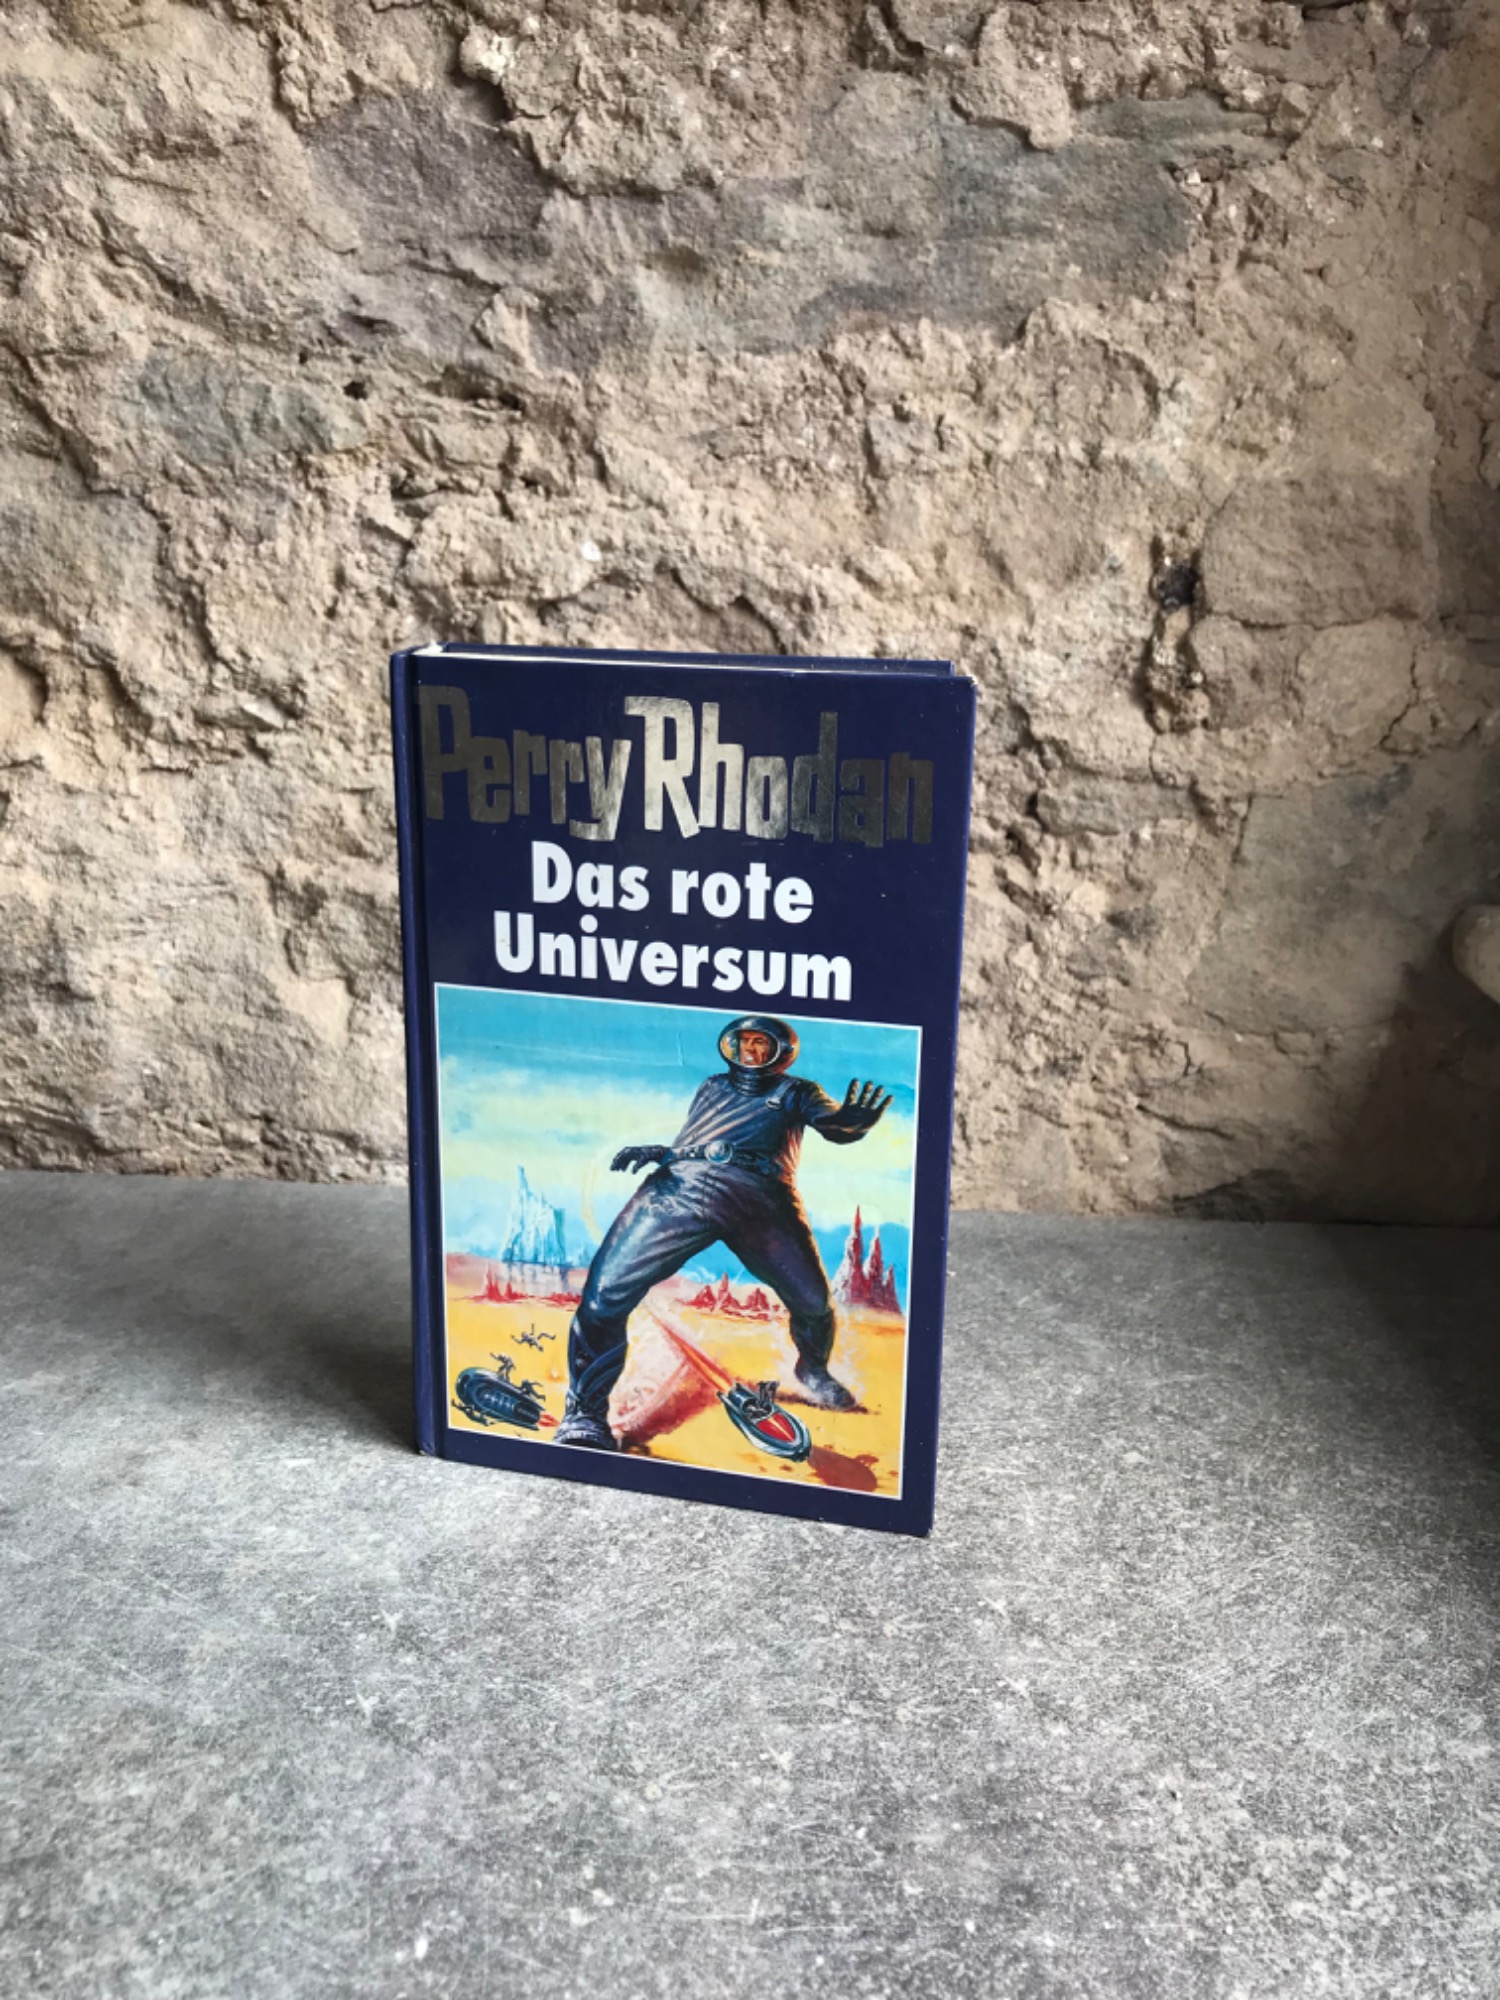 Perry Rhodan
Das rote
Universum